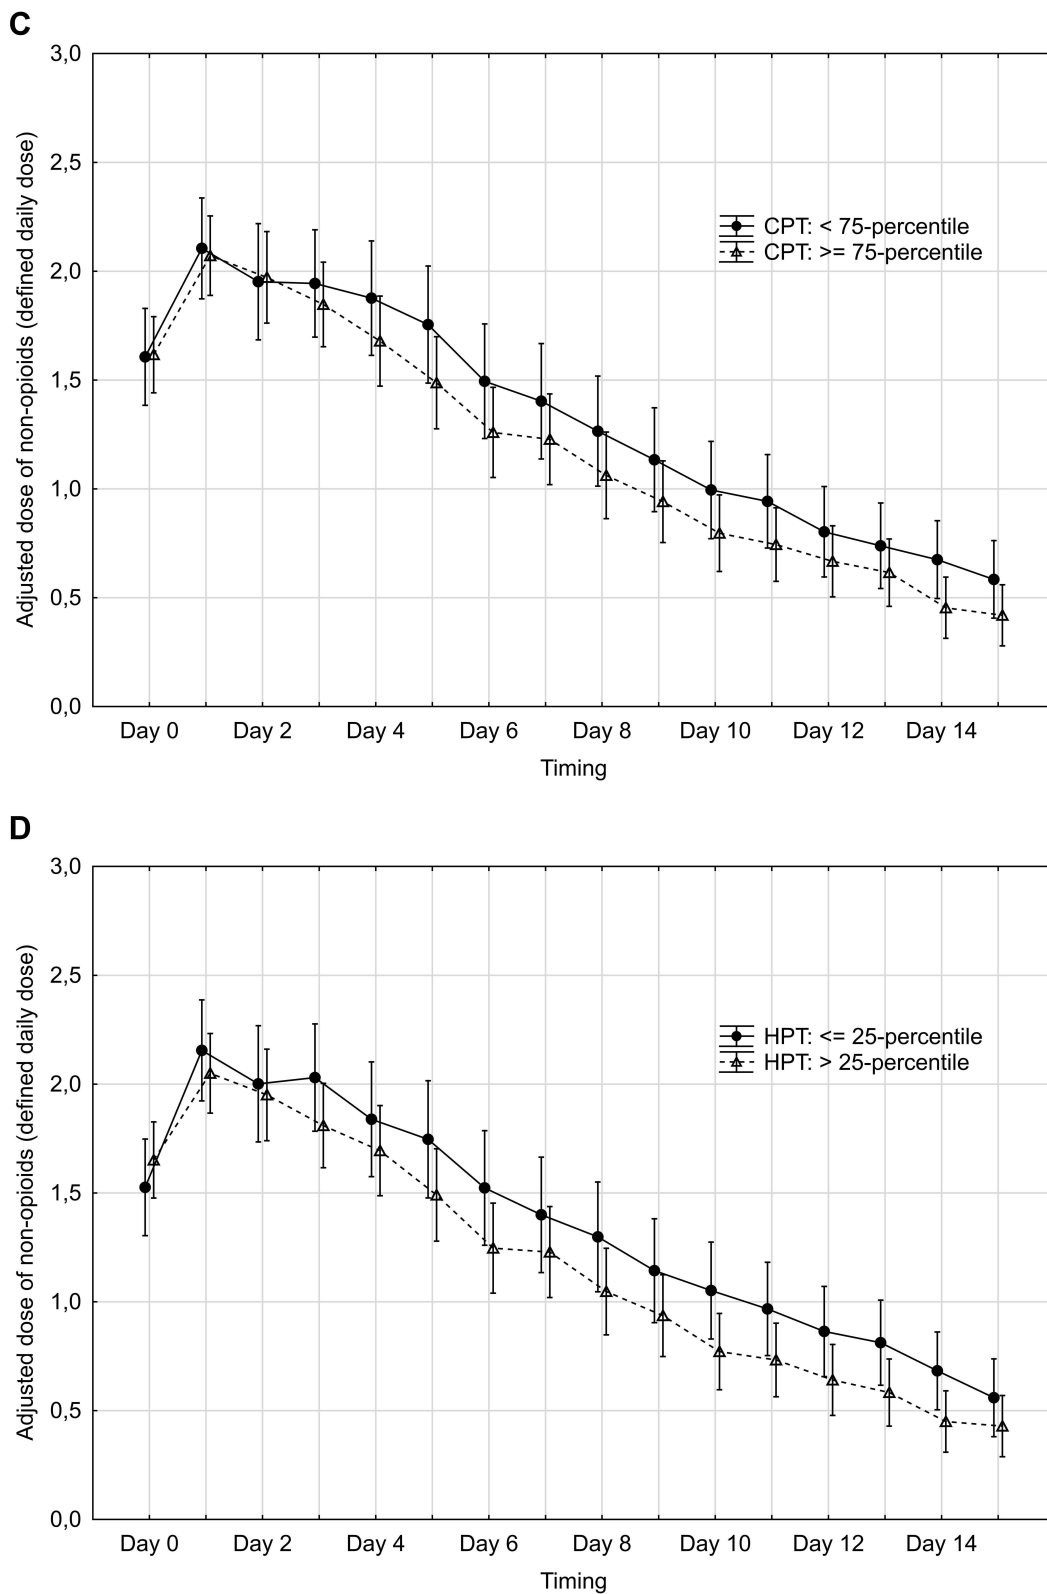 C
Adjusted dose of non-opioids (defined daily dose)
3,0
2,5
2,0
1,5
1,0
0,5
0,0
CPT: < 75-percentile
CPT: >= 75-percentile
Day 0 Day 2 Day 4 Day 6 Day 8 Day 10 Day 12 Day 14
Timing
D
Adjusted dose of non-opioids (defined daily dose)
3,0
2,5
2,0
1,5
1,0
0,5
0,0
HPT: <= 25-percentile
HPT: > 25-percentile
Day 0 Day 2 Day 4 Day 6 Day 8 Day 10 Day 12 Day 14
Timing